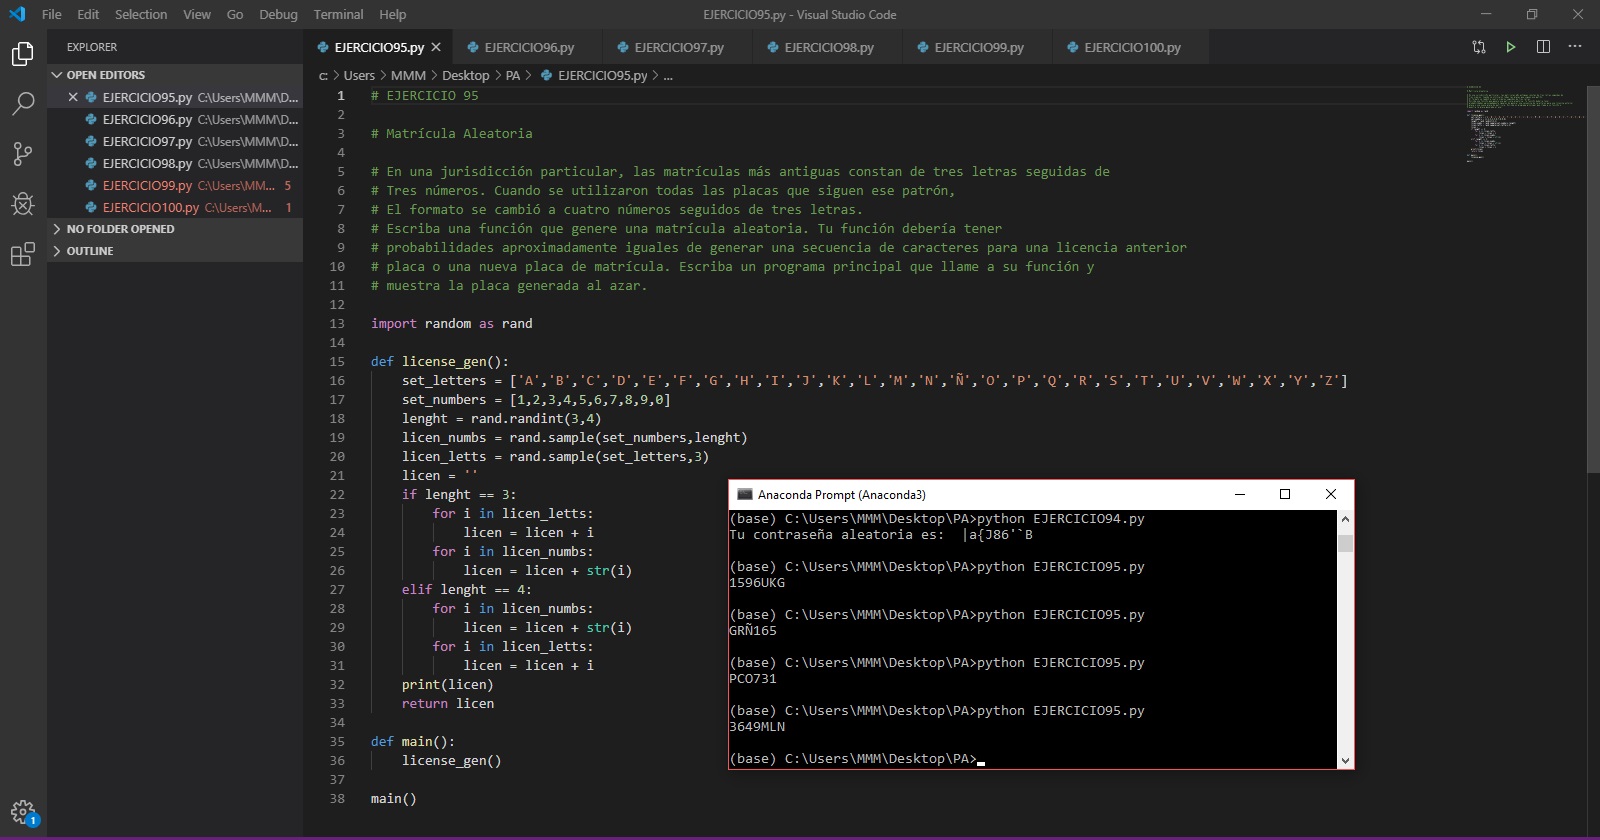 File Edit Selection View Go Debug Terminal Help
EJERCICIO95.py - Visual Studio Code
EXPLORER
OPEN EDITORS
EJERCICIO95.py C:\Users\MMM\D...
EJERCICIO96.py C:\Users\MMM\D...
EJERCICIO97.py C:\Users\MMM\D...
EJERCICIO98.py C:\Users\MMM\D...
EJERCICIO99.py C:\Users\MM... 5
EJERCICIO100.py C:\Users\M... 1
NO FOLDER OPENED
OUTLINE
1
EJERCICIO95.py EJERCICIO96.py EJERCICIO97.py EJERCICIO98.py EJERCICIO99.py EJERCICIO100.py
c: > Users > MMM > Desktop > PA > EJERCICIO95.py > ...
1 # EJERCICIO 95
2
3 # Matrícula Aleatoria
4
5 # En una jurisdicción particular, las matrículas más antiguas constan de tres letras seguidas de
6 # Tres números. Cuando se utilizaron todas las placas que siguen ese patrón,
7 # El formato se cambió a cuatro números seguidos de tres letras.
8 # Escriba una función que genere una matrícula aleatoria. Tu función debería tener
9 # probabilidades aproximadamente iguales de generar una secuencia de caracteres para una licencia anterior
10 # placa o una nueva placa de matrícula. Escriba un programa principal que llame a su función y
11 # muestra la placa generada al azar.
12
13 import random as rand
14
15 def license_gen():
16 set_letters = ['A','B','C','D','E','F','G','H','I','J','K','L','M','N','Ñ','O','P','Q','R','S','T','U','V','W','X','Y','Z']
17 set_numbers = [1,2,3,4,5,6,7,8,9,0]
18 lenght = rand.randint(3,4)
19 licen_numbs = rand.sample(set_numbers,lenght)
20 licen_letts = rand.sample(set_letters,3)
21 licen = ''
22 if lenght == 3:
23 for i in licen_letts:
24 licen = licen + i
25 for i in licen_numbs:
26 licen = licen + str(i)
27 elif lenght == 4:
28 for i in licen_numbs:
29 licen = licen + str(i)
30 for i in licen_letts:
31 licen = licen + i
32 print(licen)
33 return licen
34
35 def main():
36 license_gen()
37
38 main()
Anaconda Prompt (Anaconda3)
(base) C:\Users\MMM\Desktop\PA>python EJERCICIO94.py
Tu contraseña aleatoria es:  |a{J86'`B
(base) C:\Users\MMM\Desktop\PA>python EJERCICIO95.py
1596UKG
(base) C:\Users\MMM\Desktop\PA>python EJERCICIO95.py
GRÑ165
(base) C:\Users\MMM\Desktop\PA>python EJERCICIO95.py
PCO731
(base) C:\Users\MMM\Desktop\PA>python EJERCICIO95.py
3649MLN
(base) C:\Users\MMM\Desktop\PA>